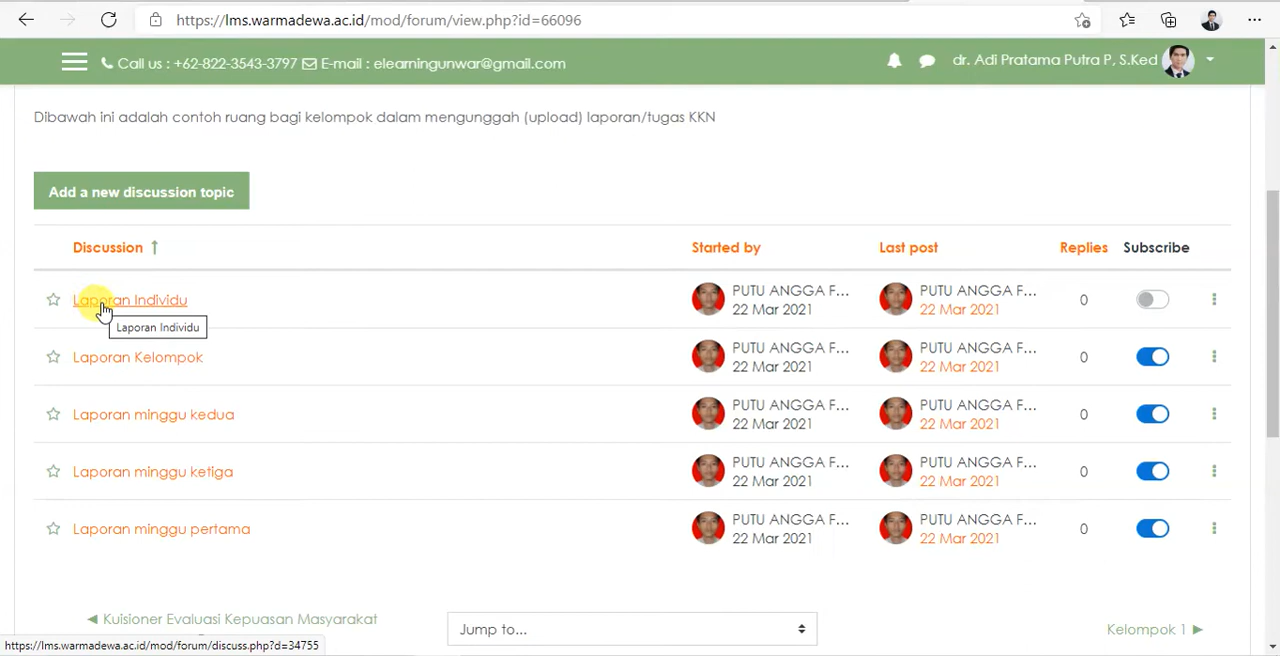 https://lms.warmadewa.ac.id/mod/forum/view.php?id=66096
Call us : +62-822-3543-3797 E-mail : elearningunwar@gmail.com
dr. Adi Pratama Putra P, S.Ked
Dibawah ini adalah contoh ruang bagi kelompok dalam mengunggah (upload) laporan/tugas KKN
Add a new discussion topic
Discussion ↑ Started by Last post Replies Subscribe
Laporan Individu PUTU ANGGA F... PUTU ANGGA F... 0
22 Mar 2021 22 Mar 2021
Laporan Individu
Laporan Kelompok PUTU ANGGA F... PUTU ANGGA F... 0
22 Mar 2021 22 Mar 2021
Laporan minggu kedua PUTU ANGGA F... PUTU ANGGA F... 0
22 Mar 2021 22 Mar 2021
Laporan minggu ketiga PUTU ANGGA F... PUTU ANGGA F... 0
22 Mar 2021 22 Mar 2021
Laporan minggu pertama PUTU ANGGA F... PUTU ANGGA F... 0
22 Mar 2021 22 Mar 2021
◀ Kuisioner Evaluasi Kepuasan Masyarakat
Jump to...
Kelompok 1 ▶
https://lms.warmadewa.ac.id/mod/forum/discuss.php?d=34755